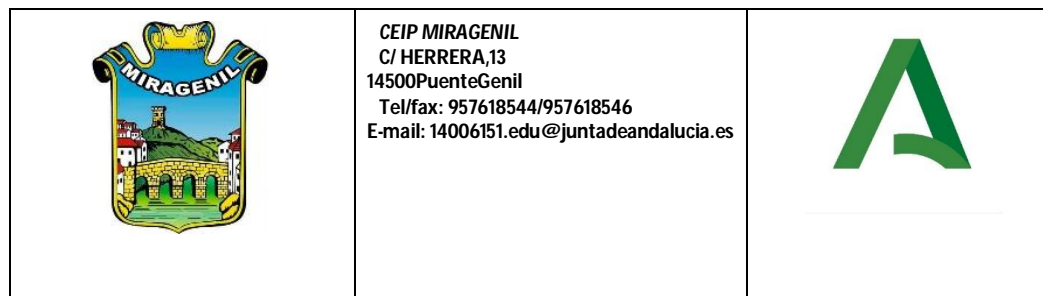 MIRAGENIL
CEIP MIRAGENIL
C/ HERRERA,13
14500PuenteGenil
Tel/fax: 957618544/957618546
E-mail: 14006151.edu@juntadeandalucia.es